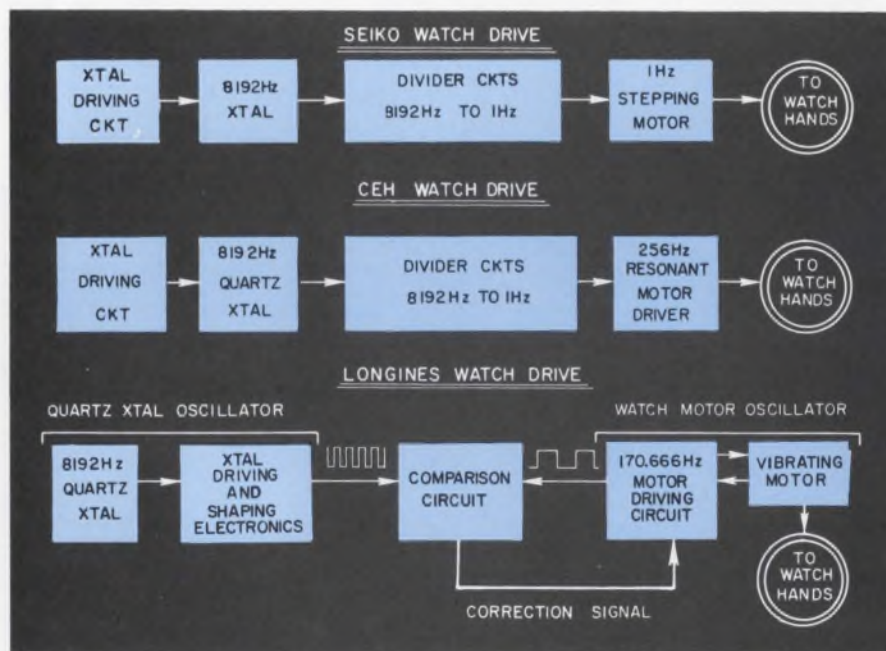 SEIKO WATCH DRIVE
XTAL
DRIVING
CKT
8192Hz
XTAL
DIVIDER CKTS
8192Hz TO 1Hz
1Hz
STEPPING
MOTOR
TO
WATCH
HANDS
CEH WATCH DRIVE
XTAL
DRIVING
CKT
8192Hz
QUARTZ
XTAL
DIVIDER CKTS
8192Hz TO 1Hz
256Hz
RESONANT
MOTOR
DRIVER
TO
WATCH
HANDS
LONGINES WATCH DRIVE
QUARTZ XTAL OSCILLATOR
WATCH MOTOR OSCILLATOR
8192Hz
QUARTZ
XTAL
XTAL
DRIVING
AND
SHAPING
ELECTRONICS
COMPARISON
CIRCUIT
170.666Hz
MOTOR
DRIVING
CIRCUIT
VIBRATING
MOTOR
TO
WATCH
HANDS
CORRECTION SIGNAL